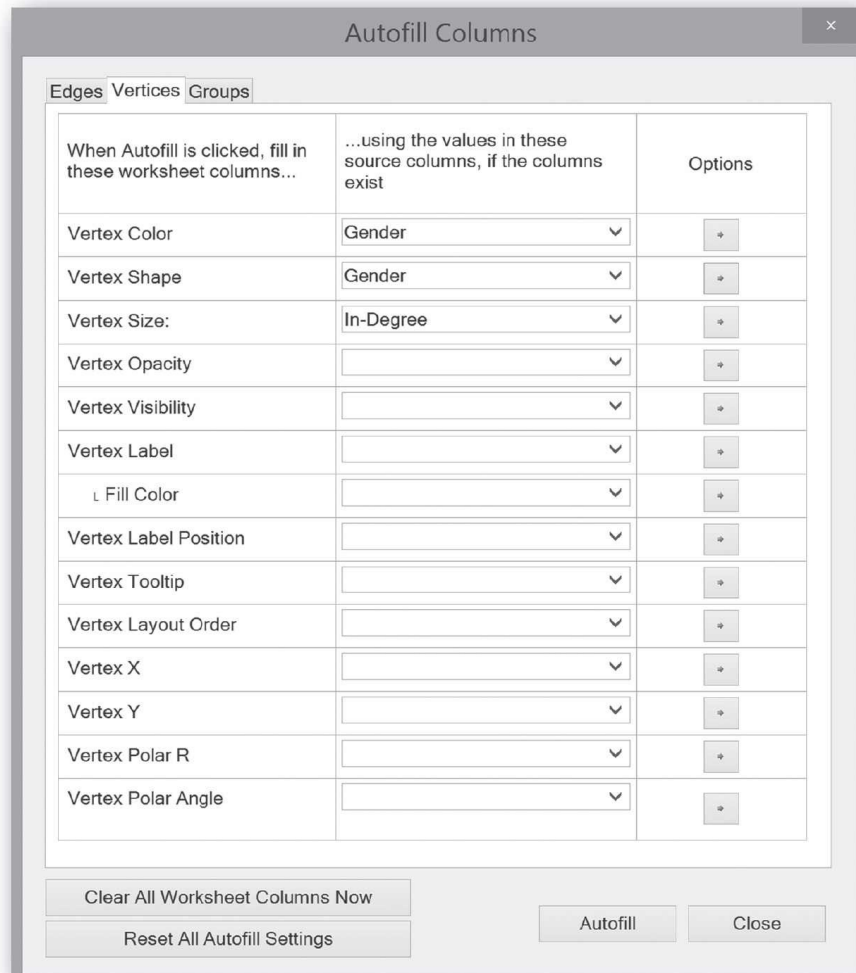 Autofill Columns
×
Edges Vertices Groups
When Autofill is clicked, fill in
these worksheet columns...
...using the values in these
source columns, if the columns
exist
Options
Vertex Color
Gender
Vertex Shape
Gender
Vertex Size:
In-Degree
Vertex Opacity
Vertex Visibility
Vertex Label
└ Fill Color
Vertex Label Position
Vertex Tooltip
Vertex Layout Order
Vertex X
Vertex Y
Vertex Polar R
Vertex Polar Angle
Clear All Worksheet Columns Now
Reset All Autofill Settings
Autofill
Close